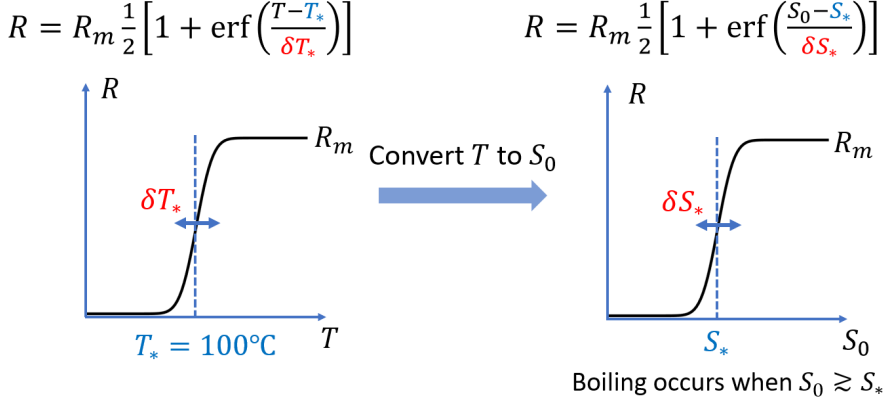 R = R_m 1/2 [1 + erf((T−T_*)/δT_*)]
R = R_m 1/2 [1 + erf((S_0−S_*)/δS_*)]
R
R_m
δT_*
T_* = 100°C
T
Convert T to S_0
R
R_m
δS_*
S_*
S_0
Boiling occurs when S_0 ≳ S_*